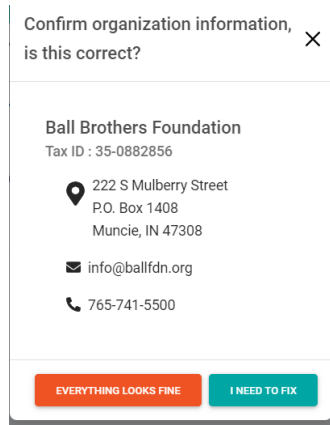 Confirm organization information,
is this correct?
Ball Brothers Foundation
Tax ID : 35-0882856
222 S Mulberry Street
P.O. Box 1408
Muncie, IN 47308
info@ballfdn.org
765-741-5500
EVERYTHING LOOKS FINE
I NEED TO FIX